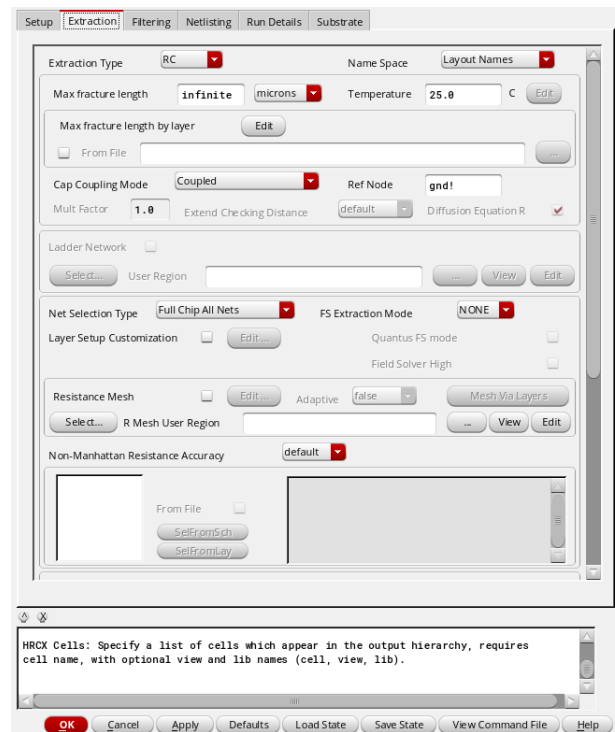 Setup Extraction Filtering Netlisting Run Details Substrate
Extraction Type RC Name Space Layout Names
Max fracture length infinite microns Temperature 25.0 C Edit
Max fracture length by layer Edit
From File ...
Cap Coupling Mode Coupled Ref Node gnd!
Mult Factor 1.0 Extend Checking Distance default Diffusion Equation R
Ladder Network
Select... User Region ... View Edit
Net Selection Type Full Chip All Nets FS Extraction Mode NONE
Layer Setup Customization Edit... Quantus FS mode
Field Solver High
Resistance Mesh Edit... Adaptive false Mesh Via Layers
Select... R Mesh User Region ... View Edit
Non-Manhattan Resistance Accuracy default
From File
SelFromSch
SelFromLay
HRCX Cells: Specify a list of cells which appear in the output hierarchy, requires
cell name, with optional view and lib names (cell, view, lib).
OK Cancel Apply Defaults Load State Save State View Command File Help